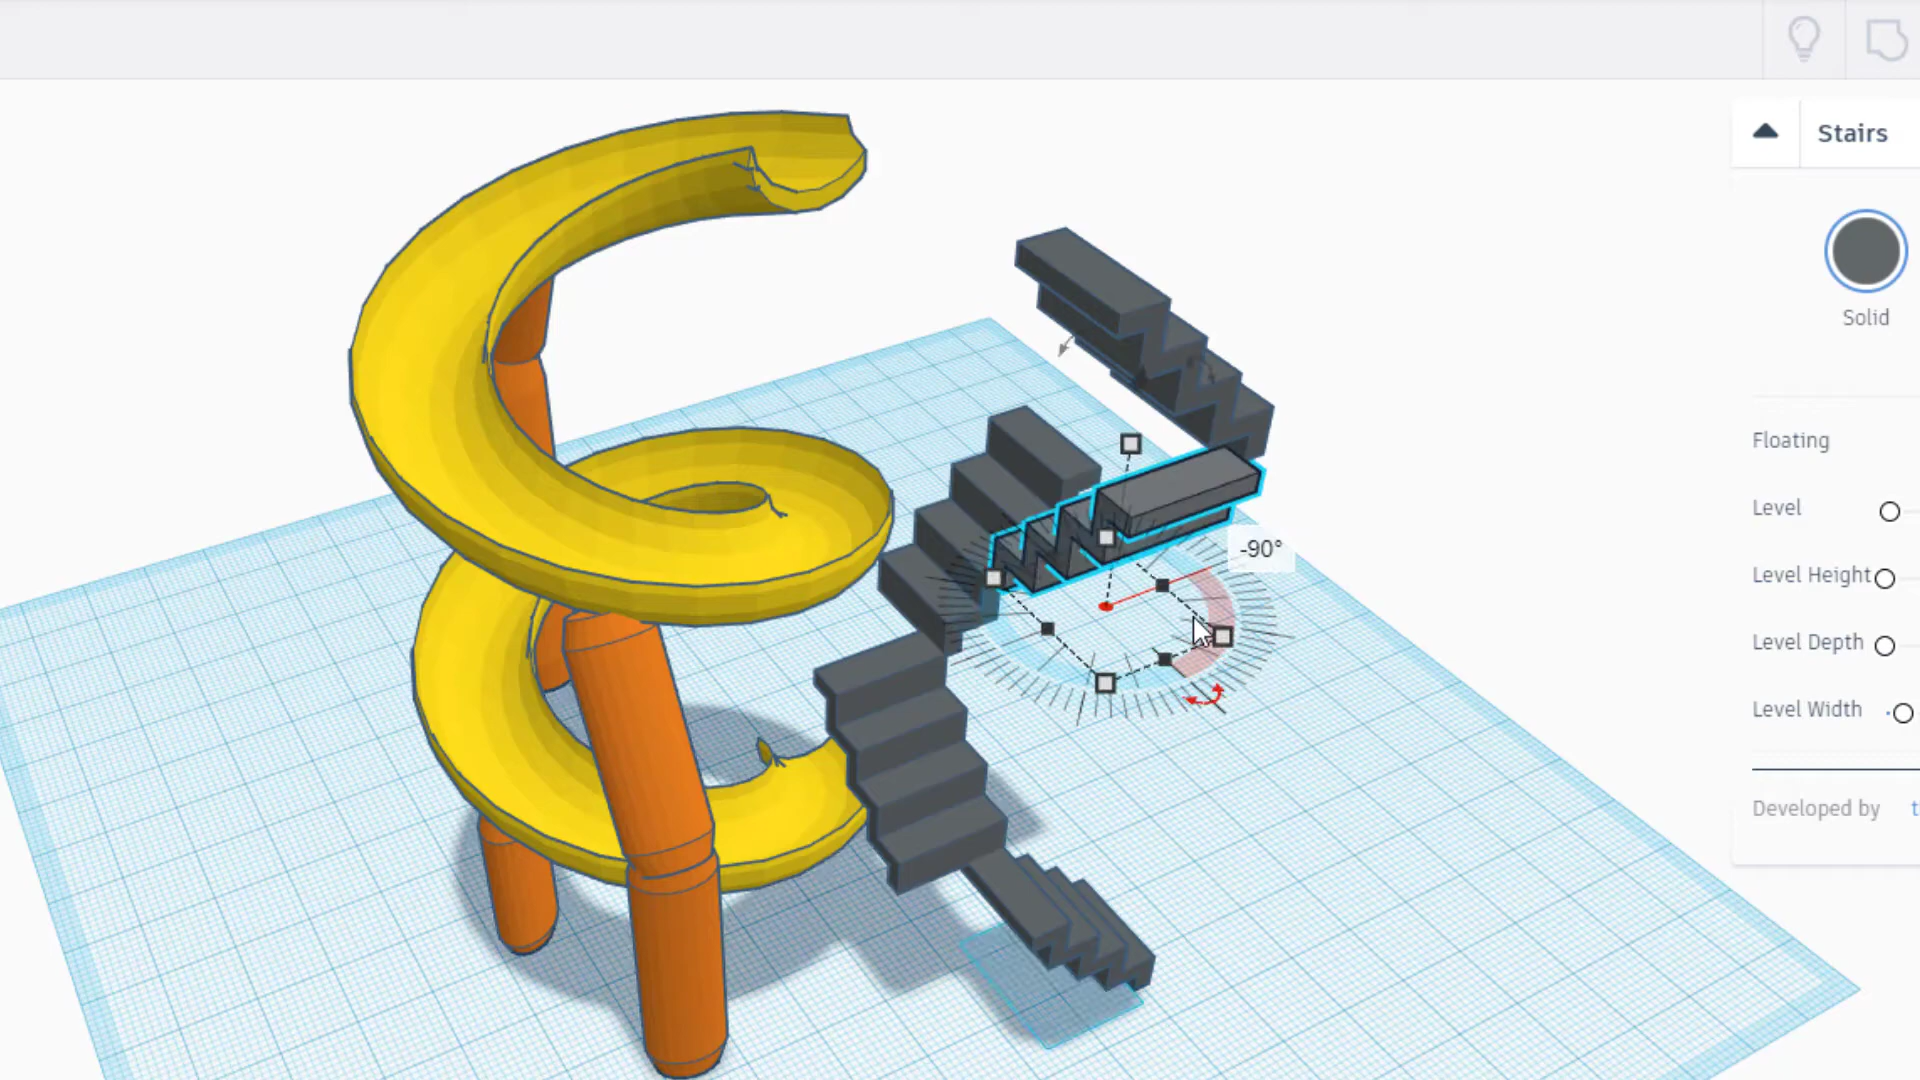 Stairs
Solid
Floating
Level
-90°
Level Height
Level Depth
Level Width
Developed by